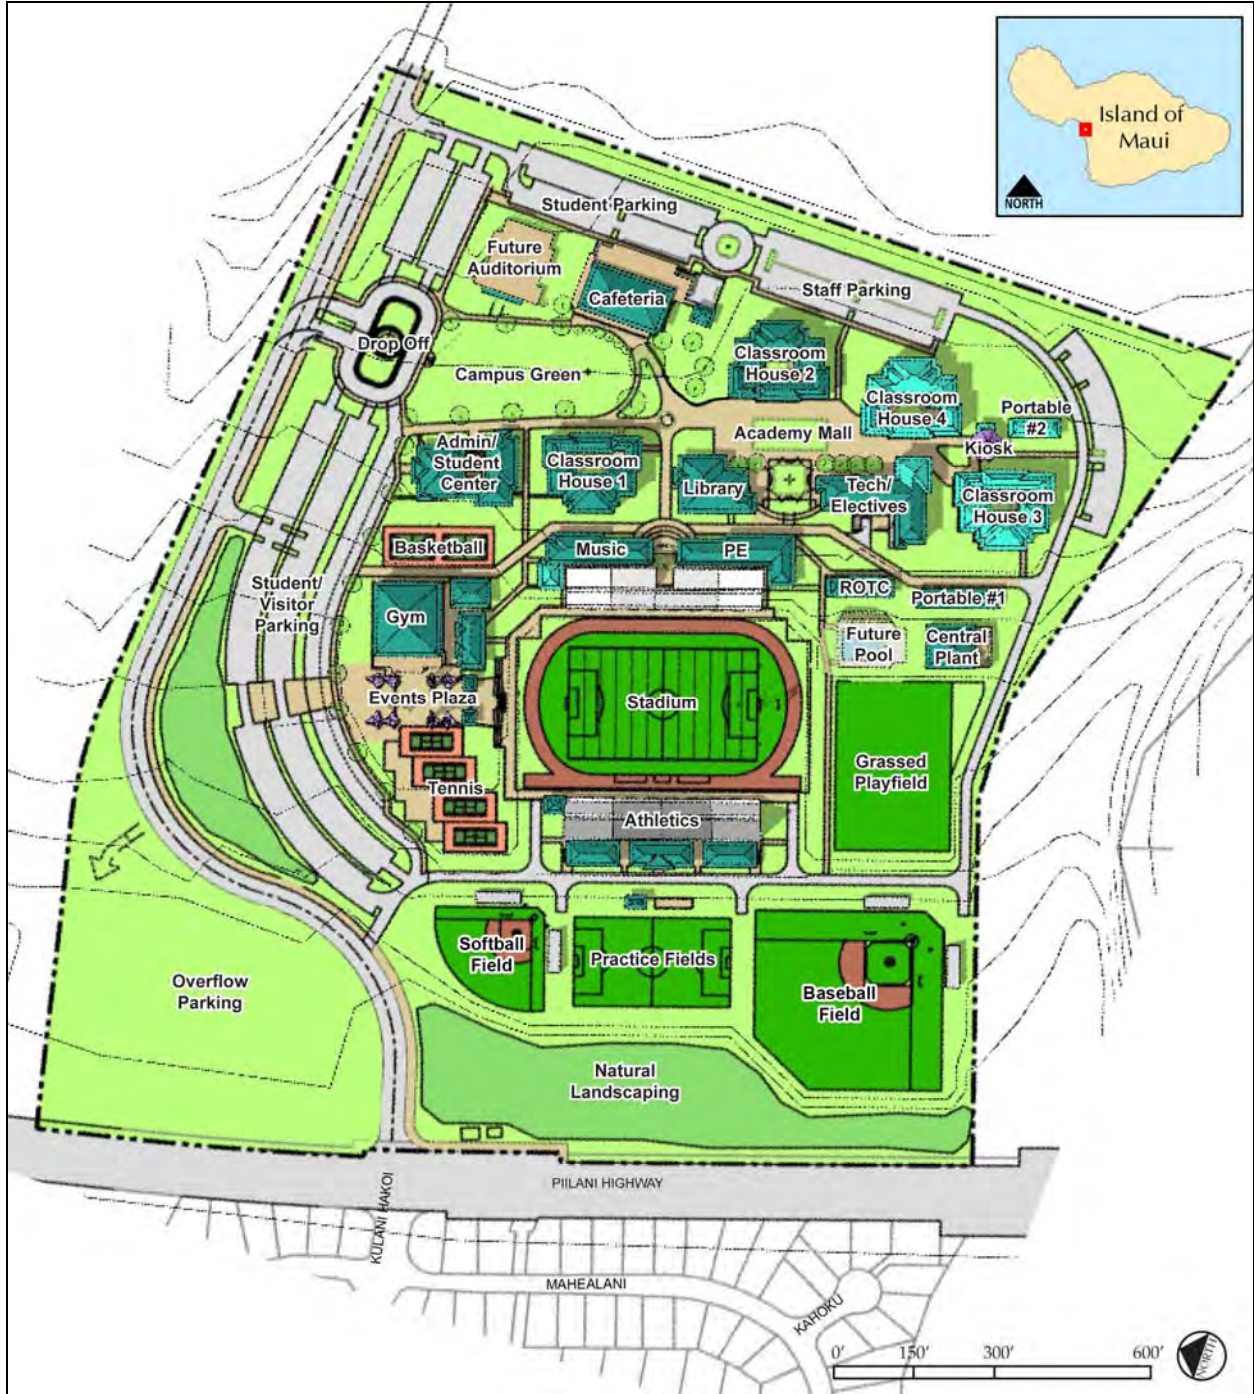 Island of
Maui
NORTH
Student Parking
Future
Auditorium
Cafeteria
Staff Parking
Drop Off
Classroom
House 2
Campus Green
Classroom
House 4
Portable
#2
Academy Mall
Kiosk
Admin/
Student
Center
Classroom
House 1
Library
Tech/
Electives
Classroom
House 3
Basketball
Music
PE
Student/
Visitor
Parking
ROTC
Portable #1
Gym
Future
Pool
Central
Plant
Events Plaza
Stadium
Grassed
Playfield
Tennis
Athletics
Softball
Field
Practice Fields
Baseball
Field
Overflow
Parking
Natural
Landscaping
PIILANI HIGHWAY
KULANI HAKOI
MAHEALANI
KAHOKU
0' 150' 300' 600'
NORTH